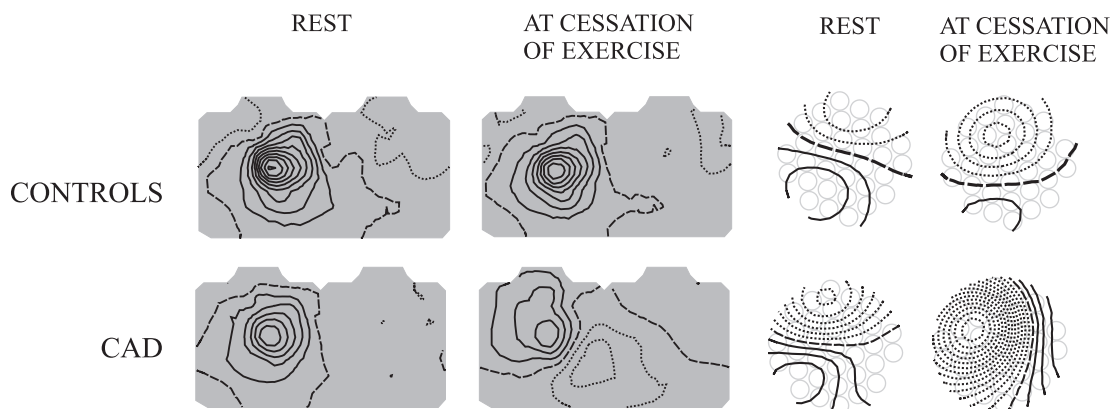 REST
AT CESSATION
OF EXERCISE
REST
AT CESSATION
OF EXERCISE
CONTROLS
CAD